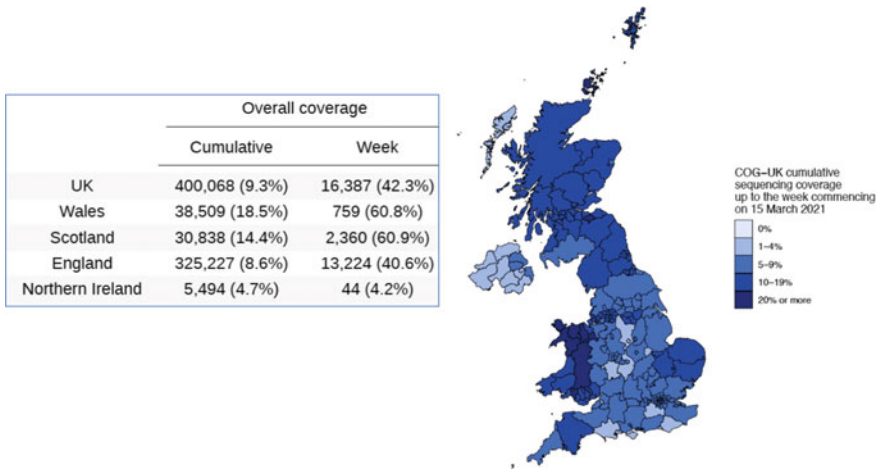 Overall coverage
Cumulative Week
UK 400,068 (9.3%) 16,387 (42.3%)
Wales 38,509 (18.5%) 759 (60.8%)
Scotland 30,838 (14.4%) 2,360 (60.9%)
England 325,227 (8.6%) 13,224 (40.6%)
Northern Ireland 5,494 (4.7%) 44 (4.2%)
COG–UK cumulative
sequencing coverage
up to the week commencing
on 15 March 2021
0%
1–4%
5–9%
10–19%
20% or more